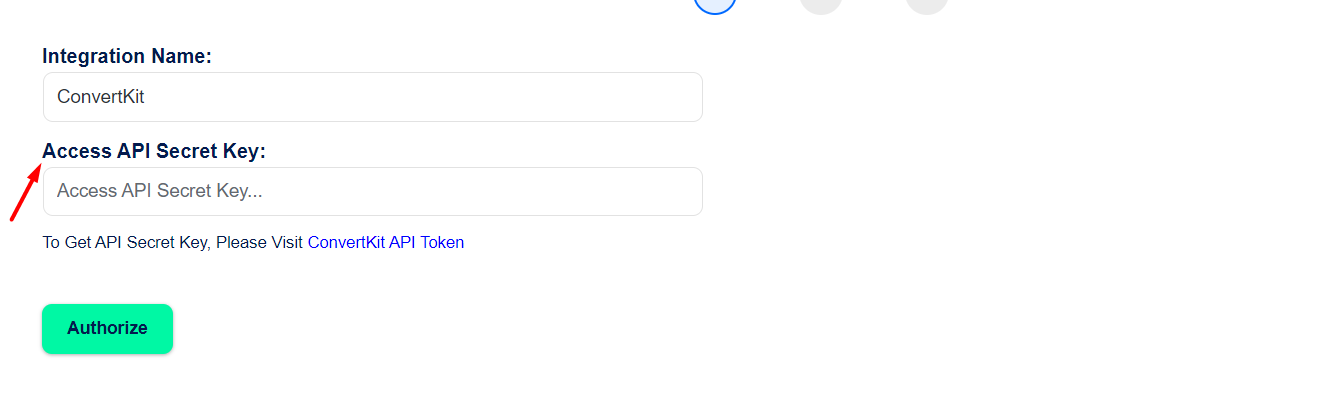 Integration Name:
ConvertKit
Access API Secret Key:
Access API Secret Key...
To Get API Secret Key, Please Visit ConvertKit API Token
Authorize